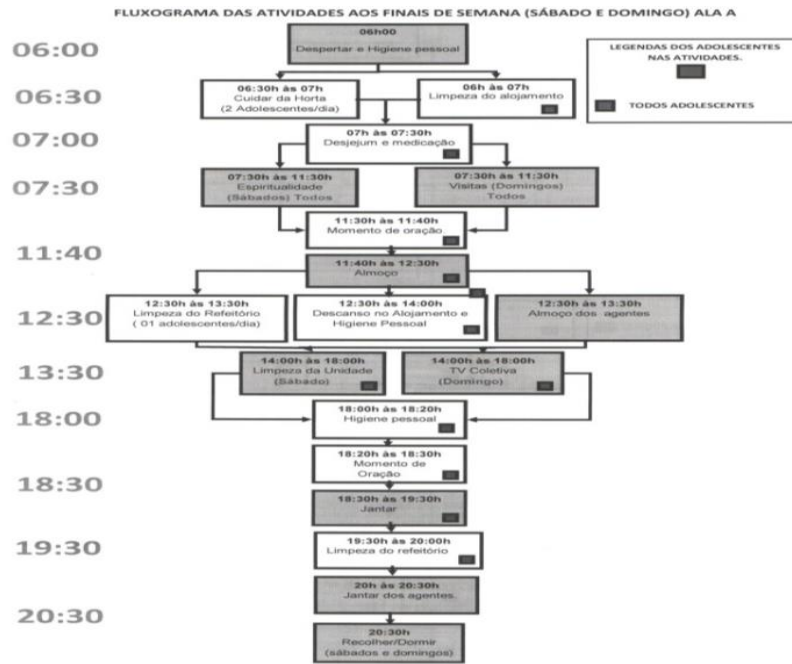 FLUXOGRAMA DAS ATIVIDADES AOS FINAIS DE SEMANA (SÁBADO E DOMINGO) ALA A
LEGENDAS DOS ADOLESCENTES
NAS ATIVIDADES.
TODOS ADOLESCENTES
06:00
06h00
Despertar e Higiene pessoal
06:30
06:30h às 07h
Cuidar da Horta
(2 Adolescentes/dia)
06h às 07h
Limpeza do alojamento
07:00
07h às 07:30h
Desjejum e medicação
07:30
07:30h às 11:30h
Espiritualidade
(Sábados) Todos
07:30h às 11:30h
Visitas (Domingos)
Todos
11:30h às 11:40h
Momento de oração.
11:40
11:40h às 12:30h
Almoço
12:30
12:30h às 13:30h
Limpeza do Refeitório
( 01 adolescentes/dia)
12:30h às 14:00h
Descanso no Alojamento e
Higiene Pessoal
12:30h às 13:30h
Almoço dos agentes
13:30
14:00h às 18:00h
Limpeza da Unidade
(Sábado)
14:00h às 18:00h
TV Coletiva
(Domingo)
18:00
18:00h às 18:20h
Higiene pessoal
18:20h às 18:30h
Momento de
Oração
18:30
18:30h às 19:30h
Jantar
19:30
19:30h às 20:00h
Limpeza do refeitório
20h às 20:30h
Jantar dos agentes.
20:30
20:30h
Recolher/Dormir
(sábados e domingos)